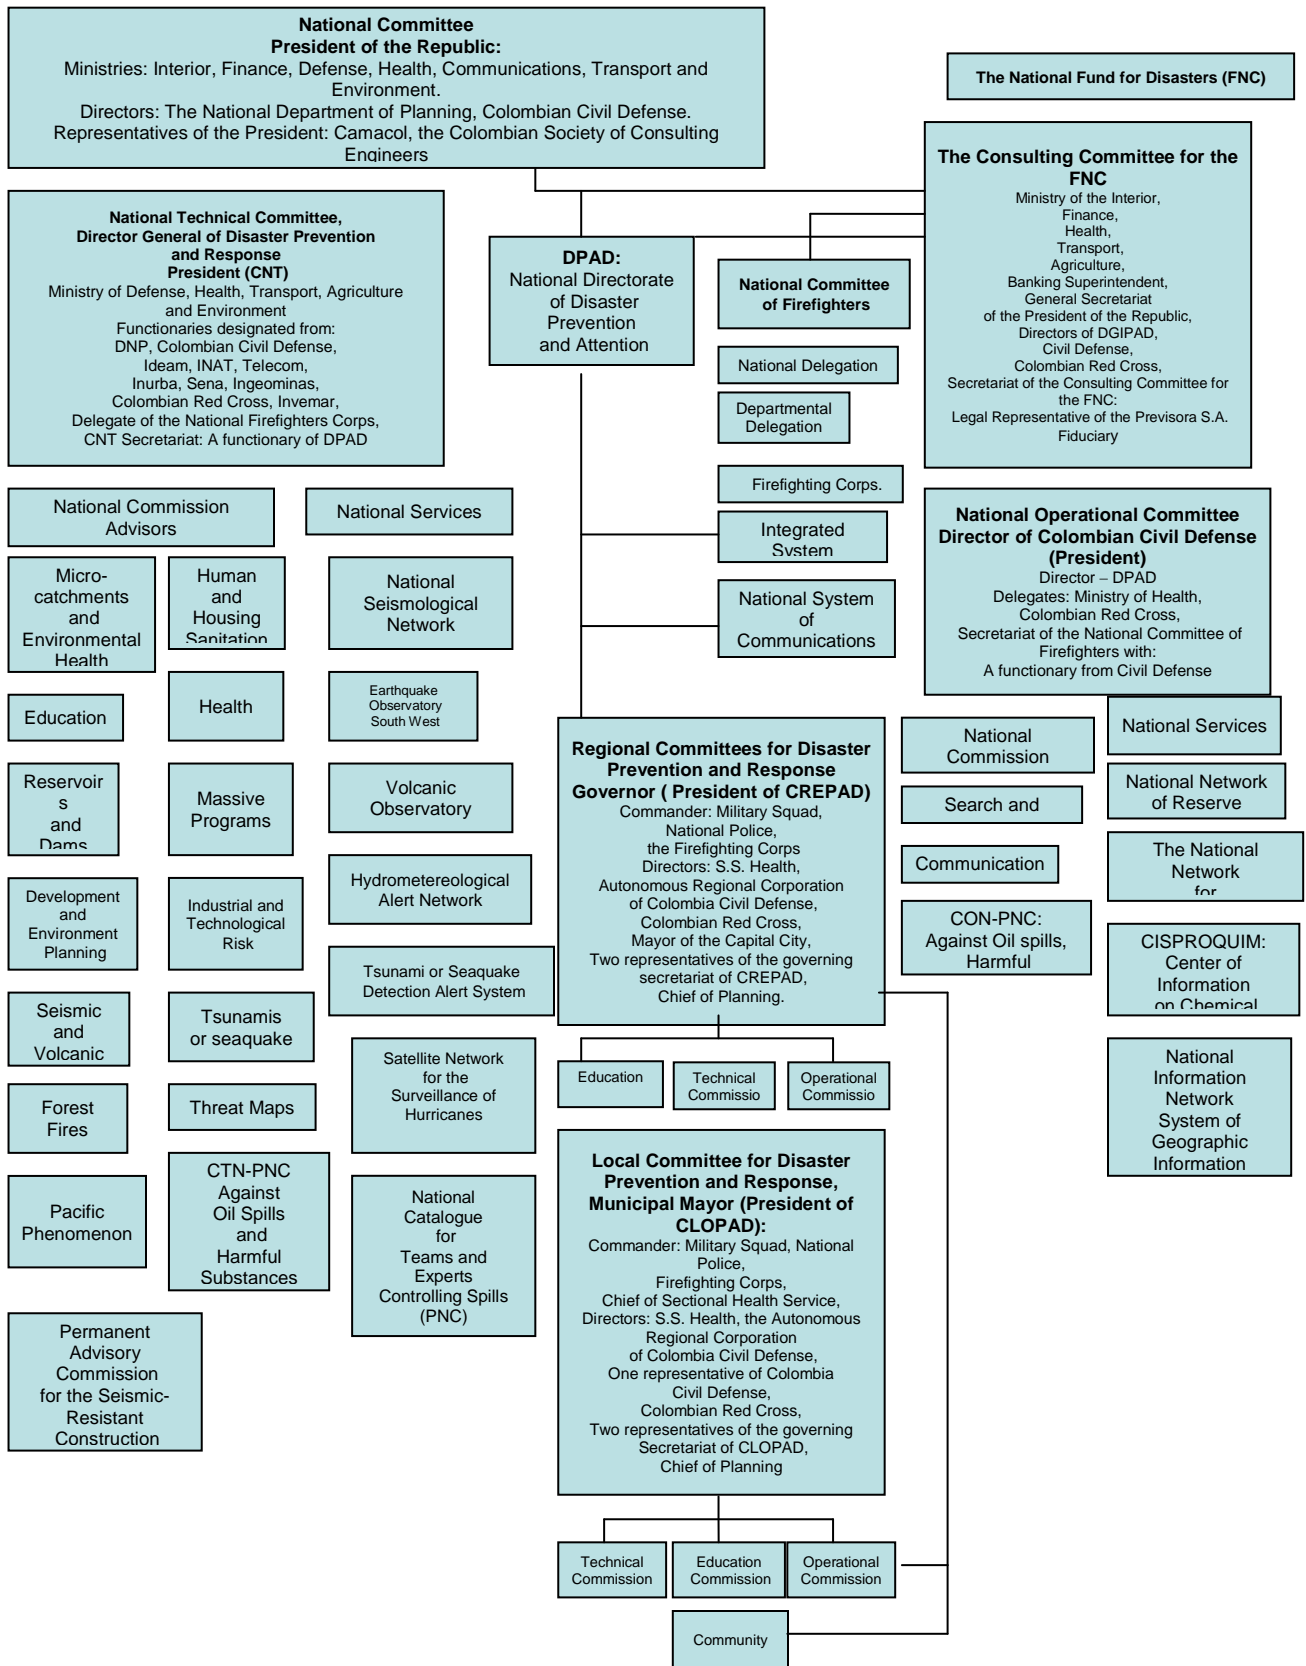 National Committee
President of the Republic:
Ministries: Interior, Finance, Defense, Health, Communications, Transport and
Environment.
Directors: The National Department of Planning, Colombian Civil Defense.
Representatives of the President: Camacol, the Colombian Society of Consulting
Engineers
The National Fund for Disasters (FNC)
The Consulting Committee for the
FNC
Ministry of the Interior,
Finance,
Health,
Transport,
Agriculture,
Banking Superintendent,
General Secretariat
of the President of the Republic,
Directors of DGIPAD,
Civil Defense,
Colombian Red Cross,
Secretariat of the Consulting Committee for
the FNC:
Legal Representative of the Previsora S.A.
Fiduciary
National Technical Committee,
Director General of Disaster Prevention
and Response
President (CNT)
Ministry of Defense, Health, Transport, Agriculture
and Environment
Functionaries designated from:
DNP, Colombian Civil Defense,
Ideam, INAT, Telecom,
Inurba, Sena, Ingeominas,
Colombian Red Cross, Invemar,
Delegate of the National Firefighters Corps,
CNT Secretariat: A functionary of DPAD
DPAD:
National Directorate
of Disaster
Prevention
and Attention
National Committee
of Firefighters
National Delegation
Departmental
Delegation
Firefighting Corps.
Integrated
System
National System
of
Communications
National Commission
Advisors
National Services
Micro-
catchments
and
Environmental
Health
Human
and
Housing
Sanitation
National
Seismological
Network
Education
Health
Earthquake
Observatory
South West
Reservoir
s
and
Dams
Massive
Programs
Volcanic
Observatory
Development
and
Environment
Planning
Industrial and
Technological
Risk
Hydrometereological
Alert Network
Tsunami or Seaquake
Detection Alert System
Seismic
and
Volcanic
Tsunamis
or seaquake
Satellite Network
for the
Surveillance of
Hurricanes
Forest
Fires
Threat Maps
Pacific
Phenomenon
CTN-PNC
Against
Oil Spills
and
Harmful
Substances
National
Catalogue
for
Teams and
Experts
Controlling Spills
(PNC)
Permanent
Advisory
Commission
for the Seismic-
Resistant
Construction
National Operational Committee
Director of Colombian Civil Defense
(President)
Director – DPAD
Delegates: Ministry of Health,
Colombian Red Cross,
Secretariat of the National Committee of
Firefighters with:
A functionary from Civil Defense
National
Commission
Search and
Communication
CON-PNC:
Against Oil spills,
Harmful
National Services
National Network
of Reserve
The National
Network
for
CISPROQUIM:
Center of
Information
on Chemical
National
Information
Network
System of
Geographic
Information
Regional Committees for Disaster
Prevention and Response
Governor ( President of CREPAD)
Commander: Military Squad,
National Police,
the Firefighting Corps
Directors: S.S. Health,
Autonomous Regional Corporation
of Colombia Civil Defense,
Colombian Red Cross,
Mayor of the Capital City,
Two representatives of the governing
secretariat of CREPAD,
Chief of Planning.
Education
Technical
Commissio
Operational
Commissio
Local Committee for Disaster
Prevention and Response,
Municipal Mayor (President of
CLOPAD):
Commander: Military Squad, National
Police,
Firefighting Corps,
Chief of Sectional Health Service,
Directors: S.S. Health, the Autonomous
Regional Corporation
of Colombia Civil Defense,
One representative of Colombia
Civil Defense,
Colombian Red Cross,
Two representatives of the governing
Secretariat of CLOPAD,
Chief of Planning
Technical
Commission
Education
Commission
Operational
Commission
Community